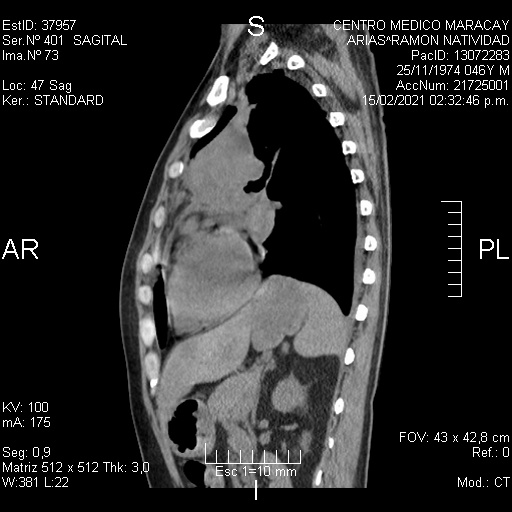 EstID: 37957
Ser.Nº 401 SAGITAL
Ima.Nº 73
Loc: 47 Sag
Ker.: STANDARD
S
CENTRO MEDICO MARACAY
ARIAS^RAMON NATIVIDAD
PacID: 13072283
25/11/1974 046Y M
AccNum: 21725001
15/02/2021 02:32:46 p.m.
AR
PL
KV: 100
mA: 175
Seg: 0,9
Matriz 512 x 512 Thk: 3,0
W:381 L:22
Esc 1=10 mm
I
FOV: 43 x 42,8 cm
Ref.: 0
Mod.: CT